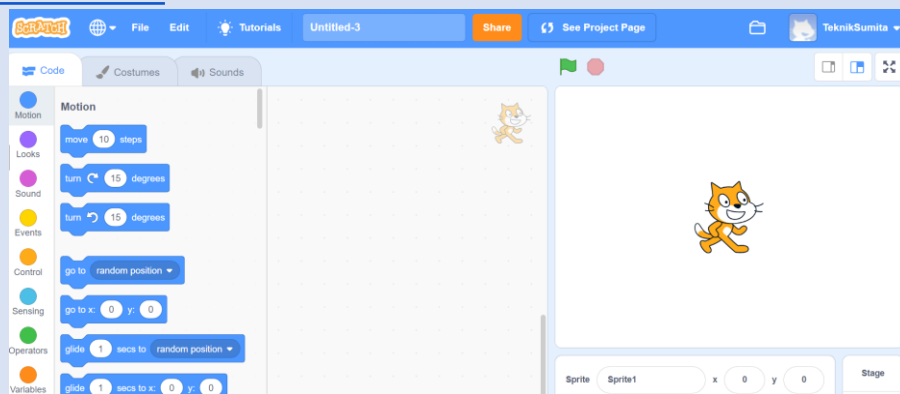 SCRATCH File Edit Tutorials Untitled-3 Share See Project Page TeknikSumita
Code Costumes Sounds
Motion
Looks
Sound
Events
Control
Sensing
Operators
Variables
Motion
move 10 steps
turn 15 degrees
turn 15 degrees
go to random position
go to x: 0 y: 0
glide 1 secs to random position
glide 1 secs to x: 0 y: 0
Sprite Sprite1 x 0 y 0
Stage